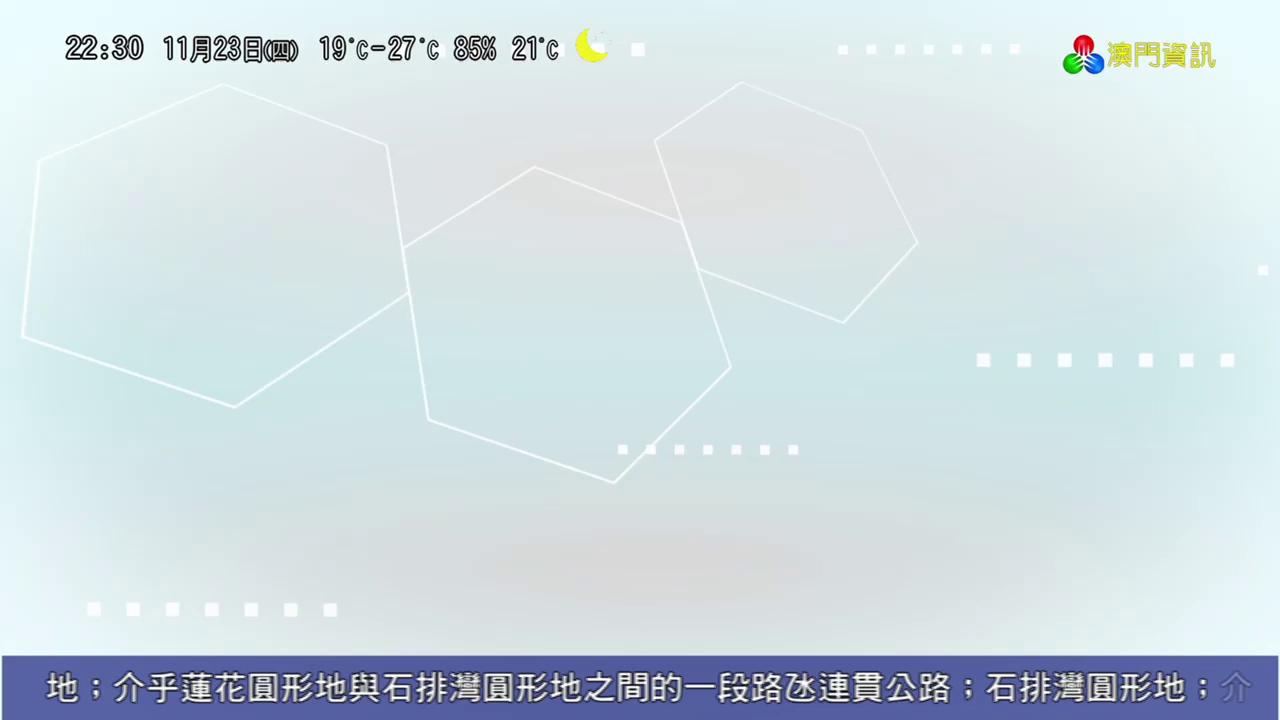 22:30 11月23日(四) 19°C-27°C 85% 21°C
澳門資訊
地；介乎蓮花圓形地與石排灣圓形地之間的一段路氹連貫公路；石排灣圓形地；介